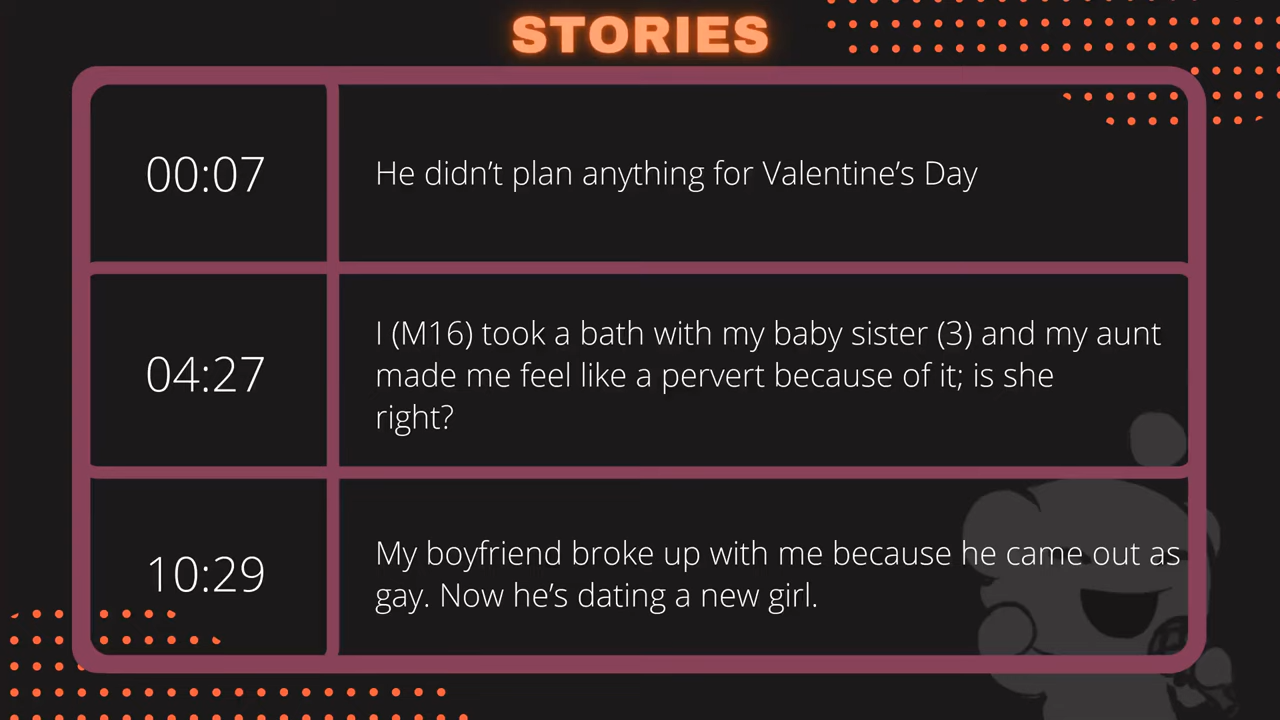 STORIES
00:07
He didn’t plan anything for Valentine’s Day
04:27
I (M16) took a bath with my baby sister (3) and my aunt
made me feel like a pervert because of it; is she
right?
10:29
My boyfriend broke up with me because he came out as
gay. Now he’s dating a new girl.